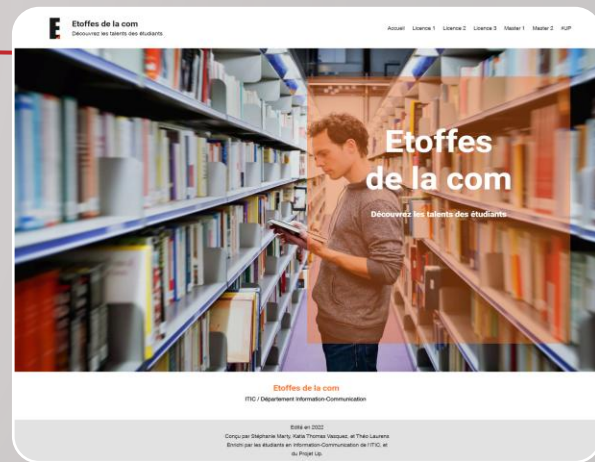 E
Etoffes de la com
Découvrez les talents des étudiants
Accueil Licence 1 Licence 2 Licence 3 Master 1 Master 2 #UP
Etoffes
de la com
Découvrez les talents des étudiants
Etoffes de la com
ITIC / Département Information-Communication
Édité en 2022
Conçu par Stéphanie Marty, Katia Thomas Vasquez, et Théo Laurens
Enrichi par les étudiants en Information-Communication de l'ITIC, et
du Projet Up.